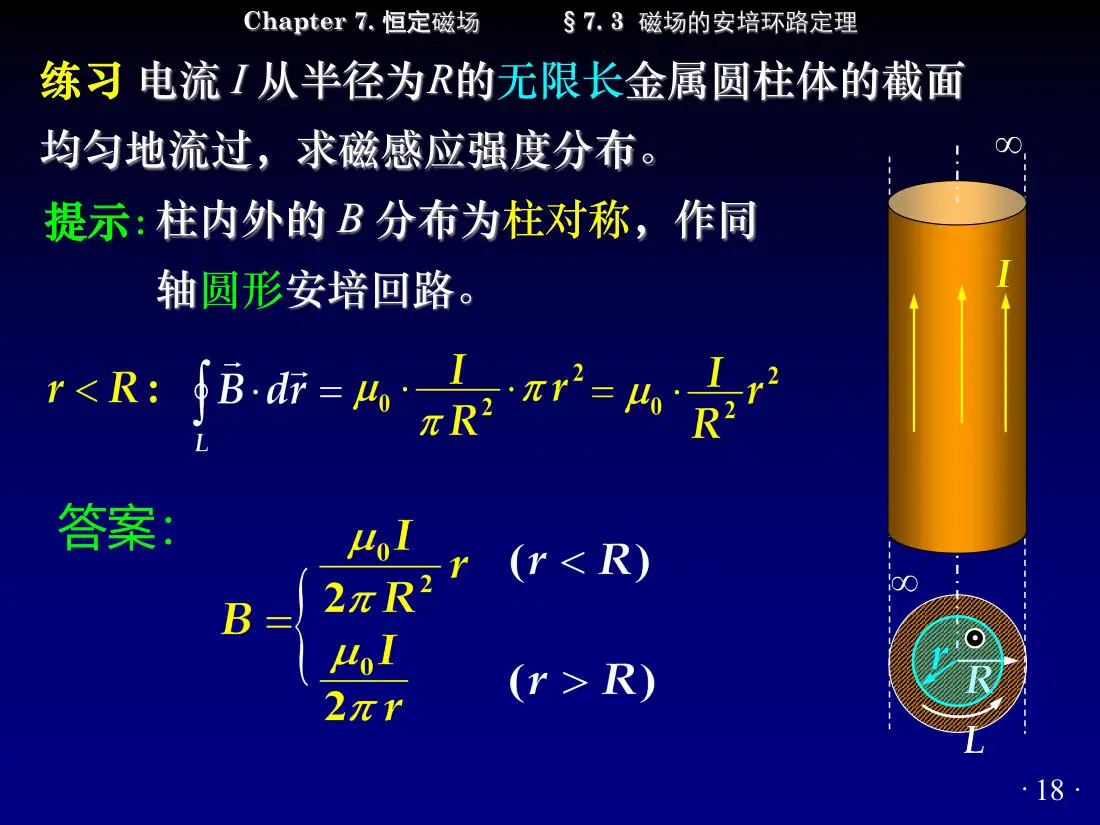 Chapter 7. 恒定磁场 §7. 3 磁场的安培环路定理
练习 电流 I 从半径为R的无限长金属圆柱体的截面
均匀地流过，求磁感应强度分布。
提示: 柱内外的 B 分布为柱对称，作同
轴圆形安培回路。
r < R : ∮_L B⃗ · dr⃗ = μ₀ · I/(πR²) · πr² = μ₀ · I/R² r²
答案:
B = { μ₀I/(2πR²) r (r < R)
μ₀I/(2πr) (r > R)
∞
I
∞
r
R
L
· 18 ·